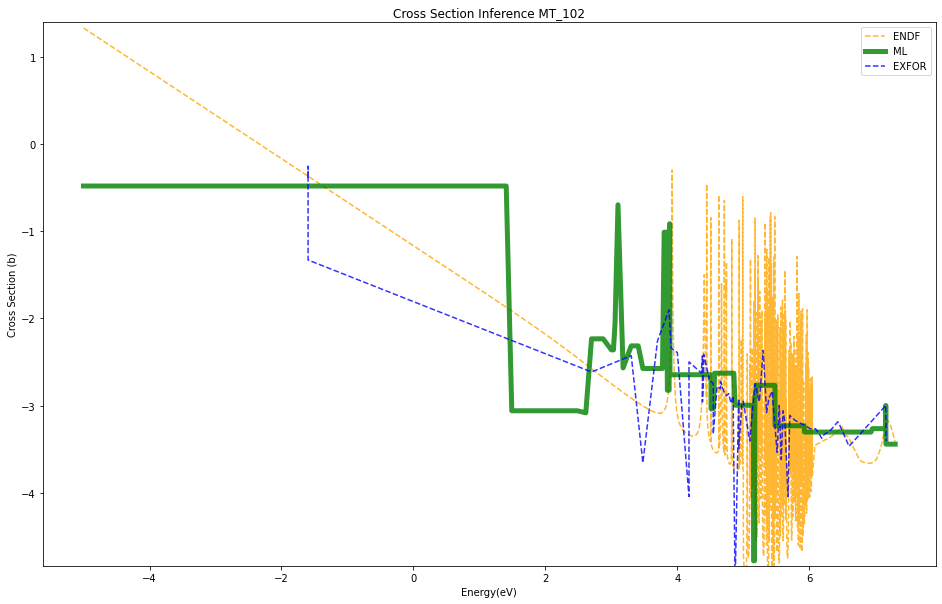 Cross Section Inference MT_102
ENDF
ML
EXFOR
Cross Section (b)
1
0
−1
−2
−3
−4
−4
−2
0
2
4
6
Energy(eV)